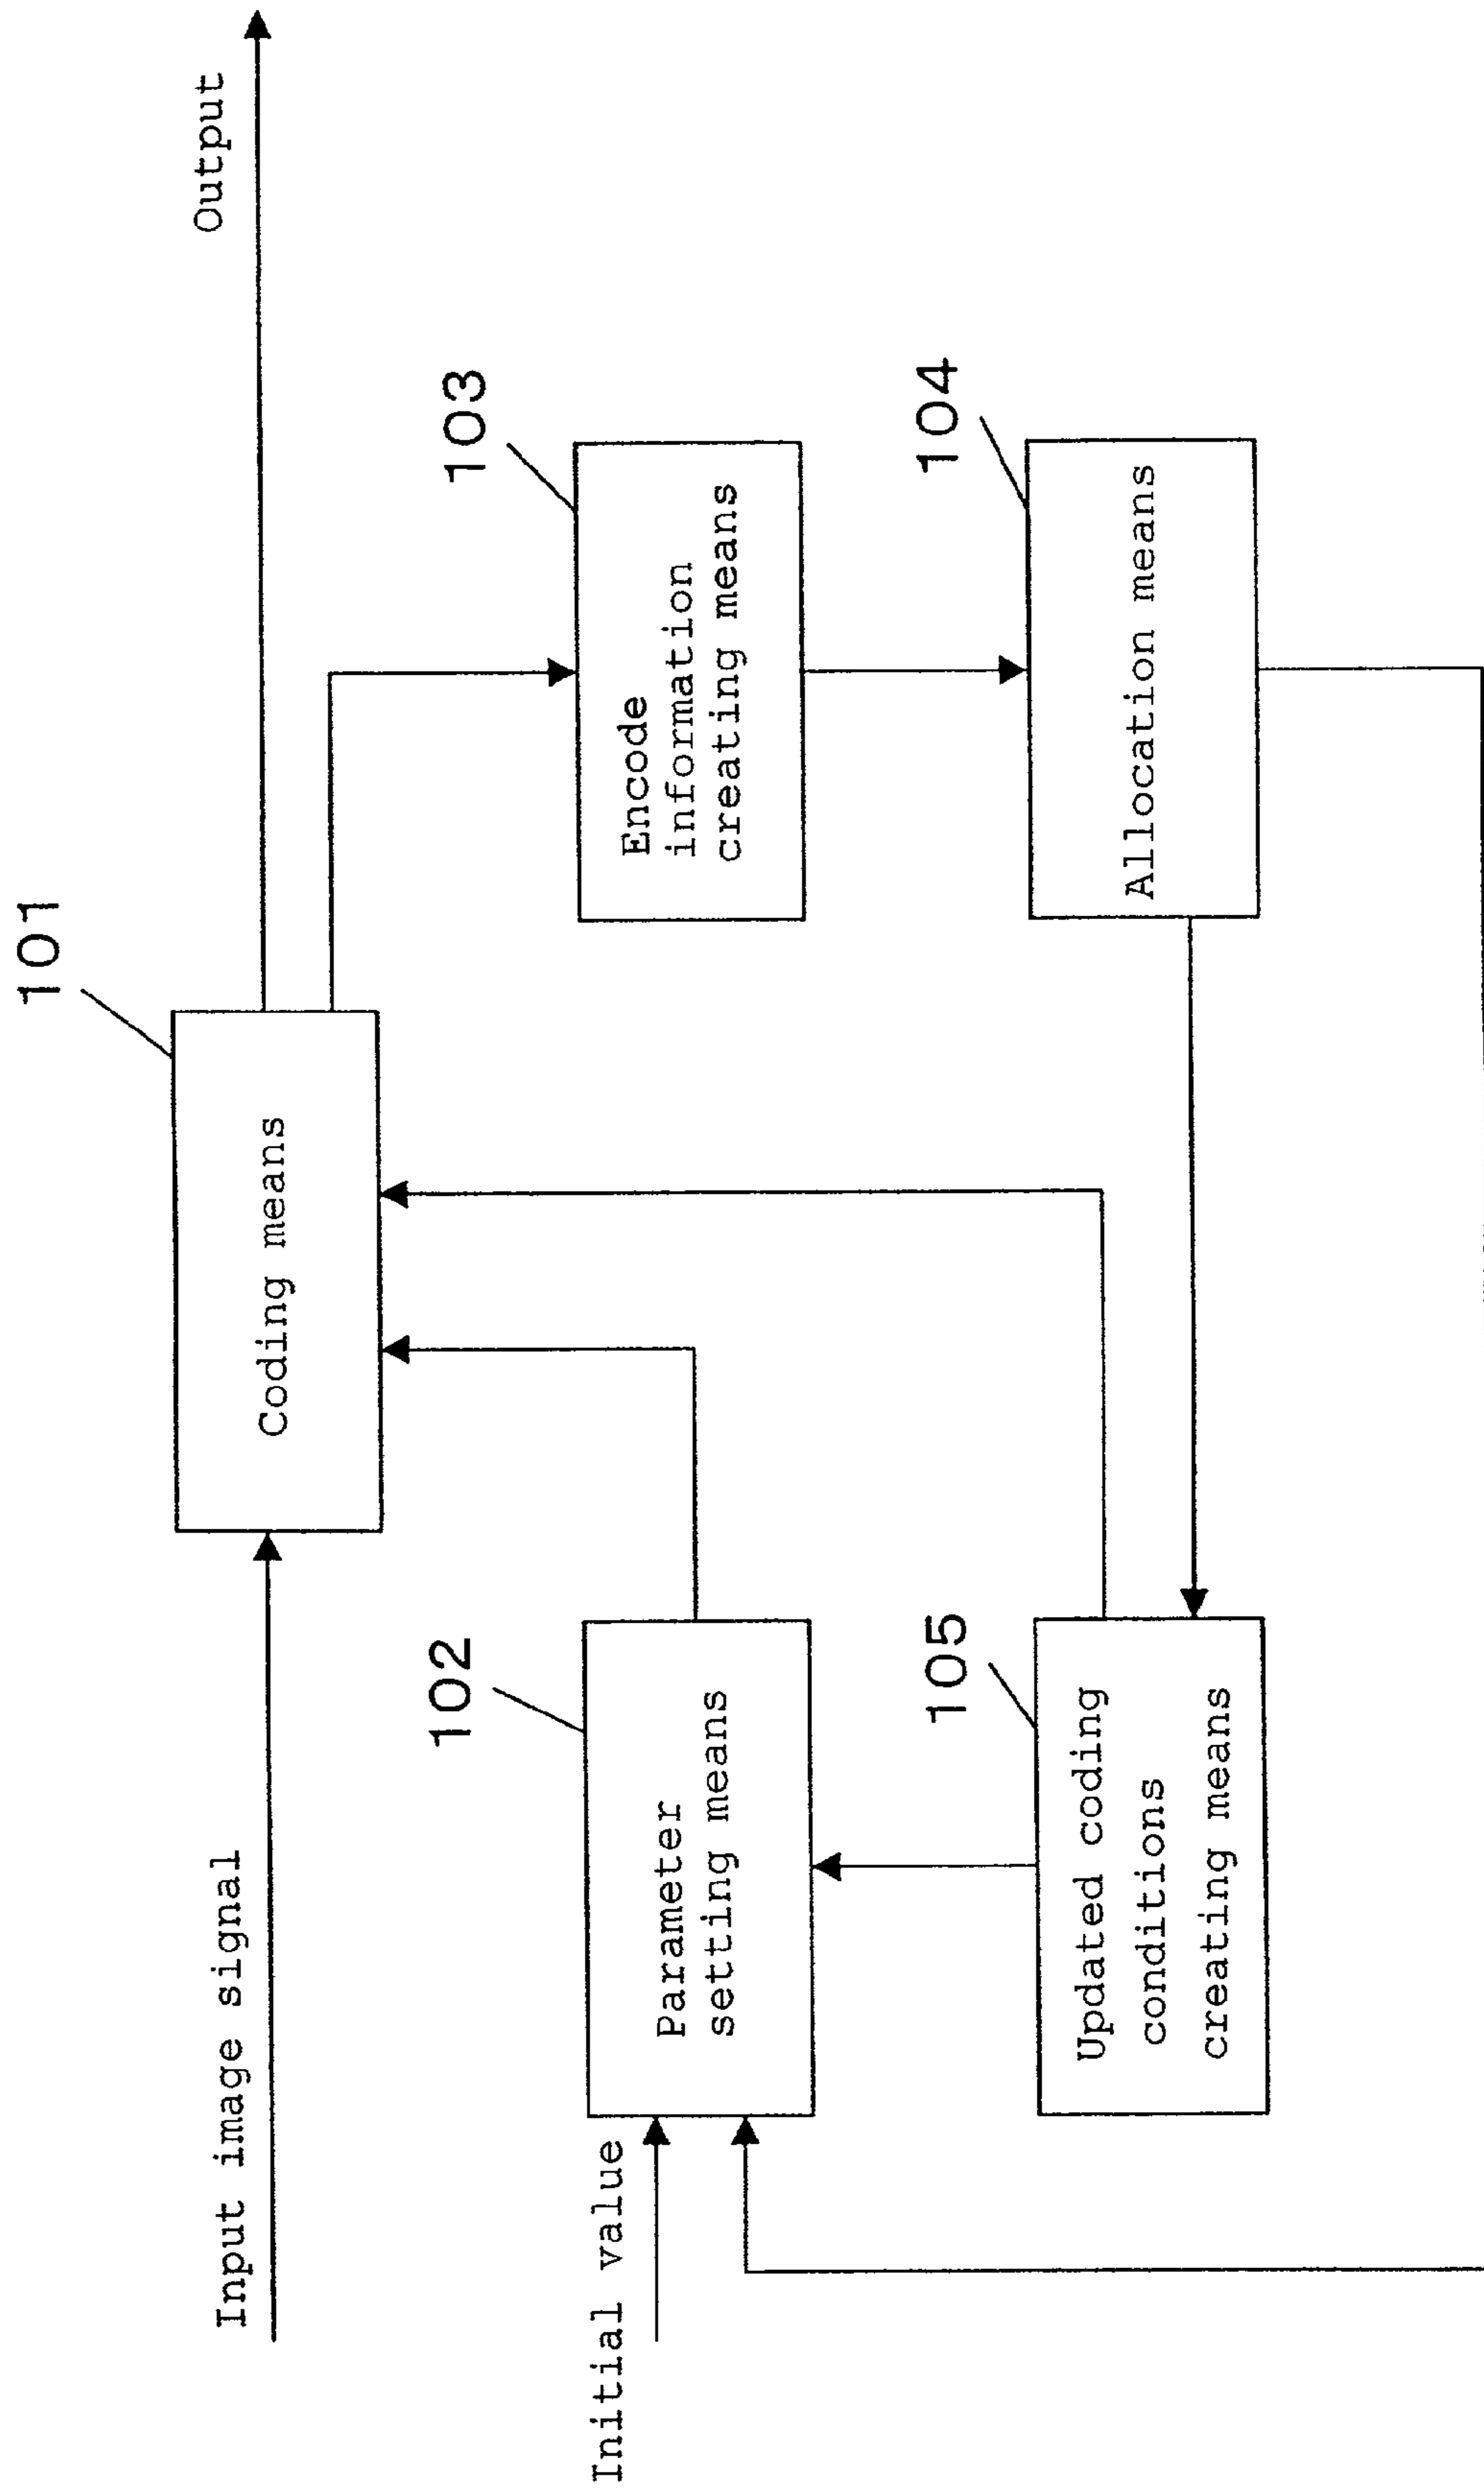 Output
101
Input image signal
Coding means
103
102
Encode
information
creating means
Initial value
Parameter
setting means
104
105
Allocation means
Updated coding
conditions
creating means